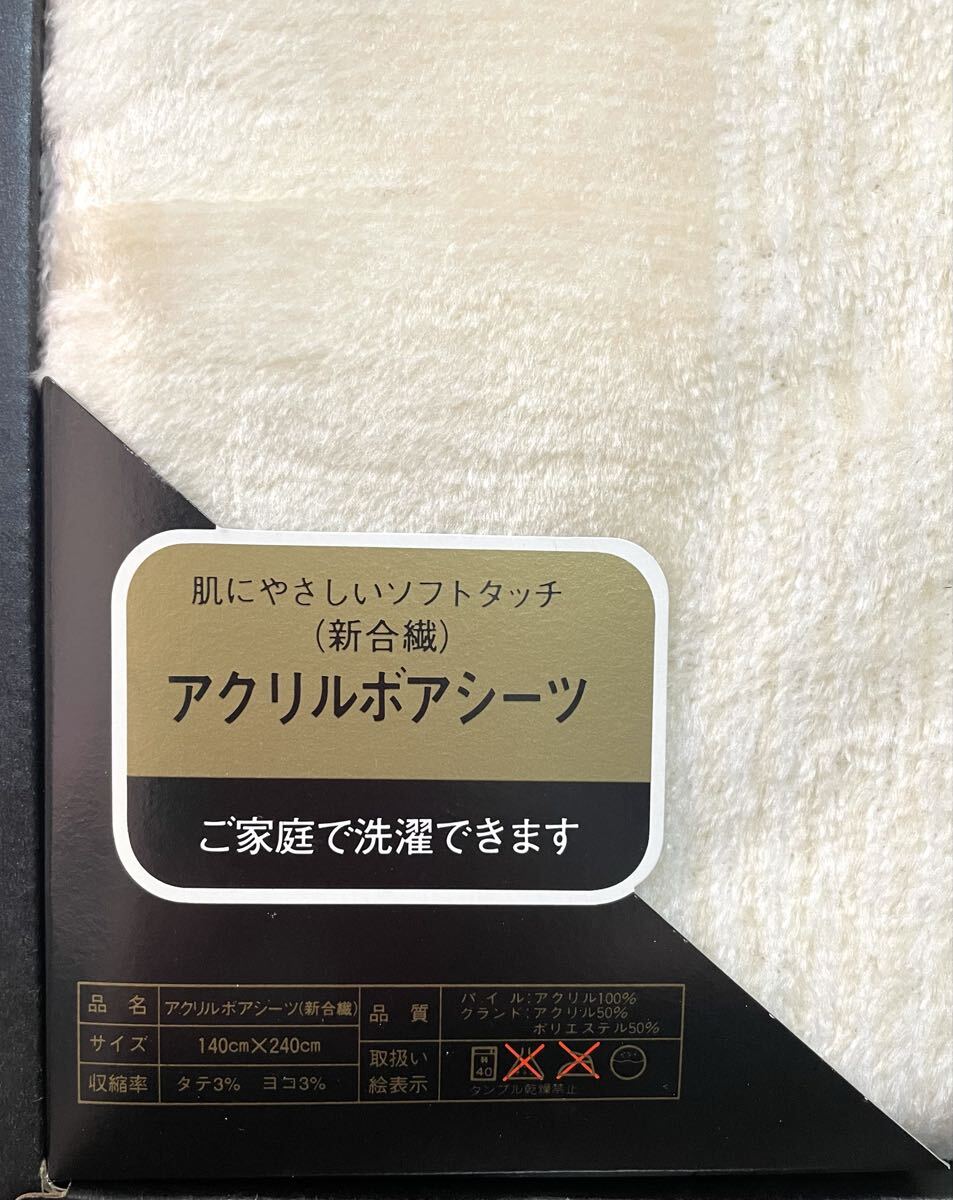 肌にやさしいソフトタッチ
(新合繊)
アクリルボアシーツ
ご家庭で洗濯できます
品 名 アクリルボアシーツ(新合繊)
サイズ 140cm×240cm
収縮率 タテ3% ヨコ3%
品 質 パイル:アクリル100%
グランド:アクリル50%
ポリエステル50%
取扱い
絵表示
40
タンブル乾燥禁止